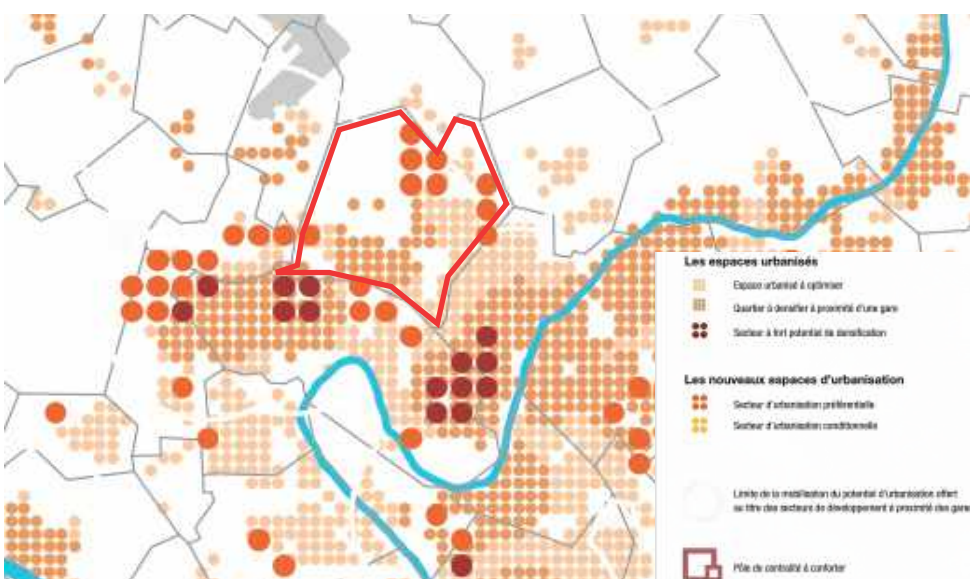 Les espaces urbanisés
Espace urbanisé à optimiser
Quartier à densifier à proximité d'une gare
Secteur à fort potentiel de densification
Les nouveaux espaces d'urbanisation
Secteur d'urbanisation préférentielle
Secteur d'urbanisation conditionnelle
Limite de la mobilisation du potentiel d'urbanisation offert
au titre des secteurs de développement à proximité des gare
Pôle de centralité à conforter